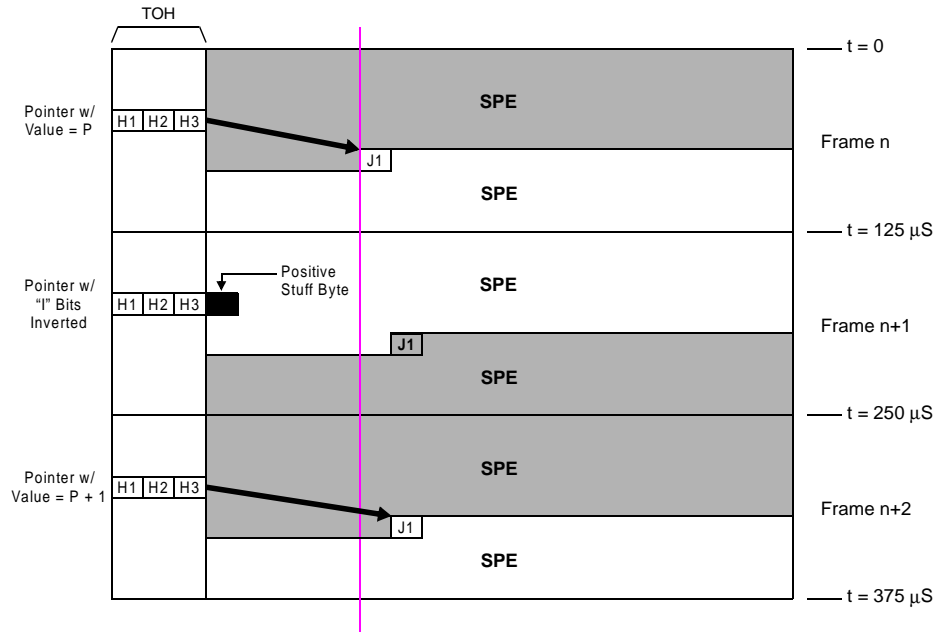 TOH
t = 0
SPE
Pointer w/
Value = P
H1 H2 H3
Frame n
J1
SPE
t = 125 µS
Positive
Stuff Byte
SPE
Pointer w/
“I” Bits
Inverted
H1 H2 H3
Frame n+1
J1
SPE
t = 250 µS
SPE
Pointer w/
Value = P + 1
H1 H2 H3
Frame n+2
J1
SPE
t = 375 µS